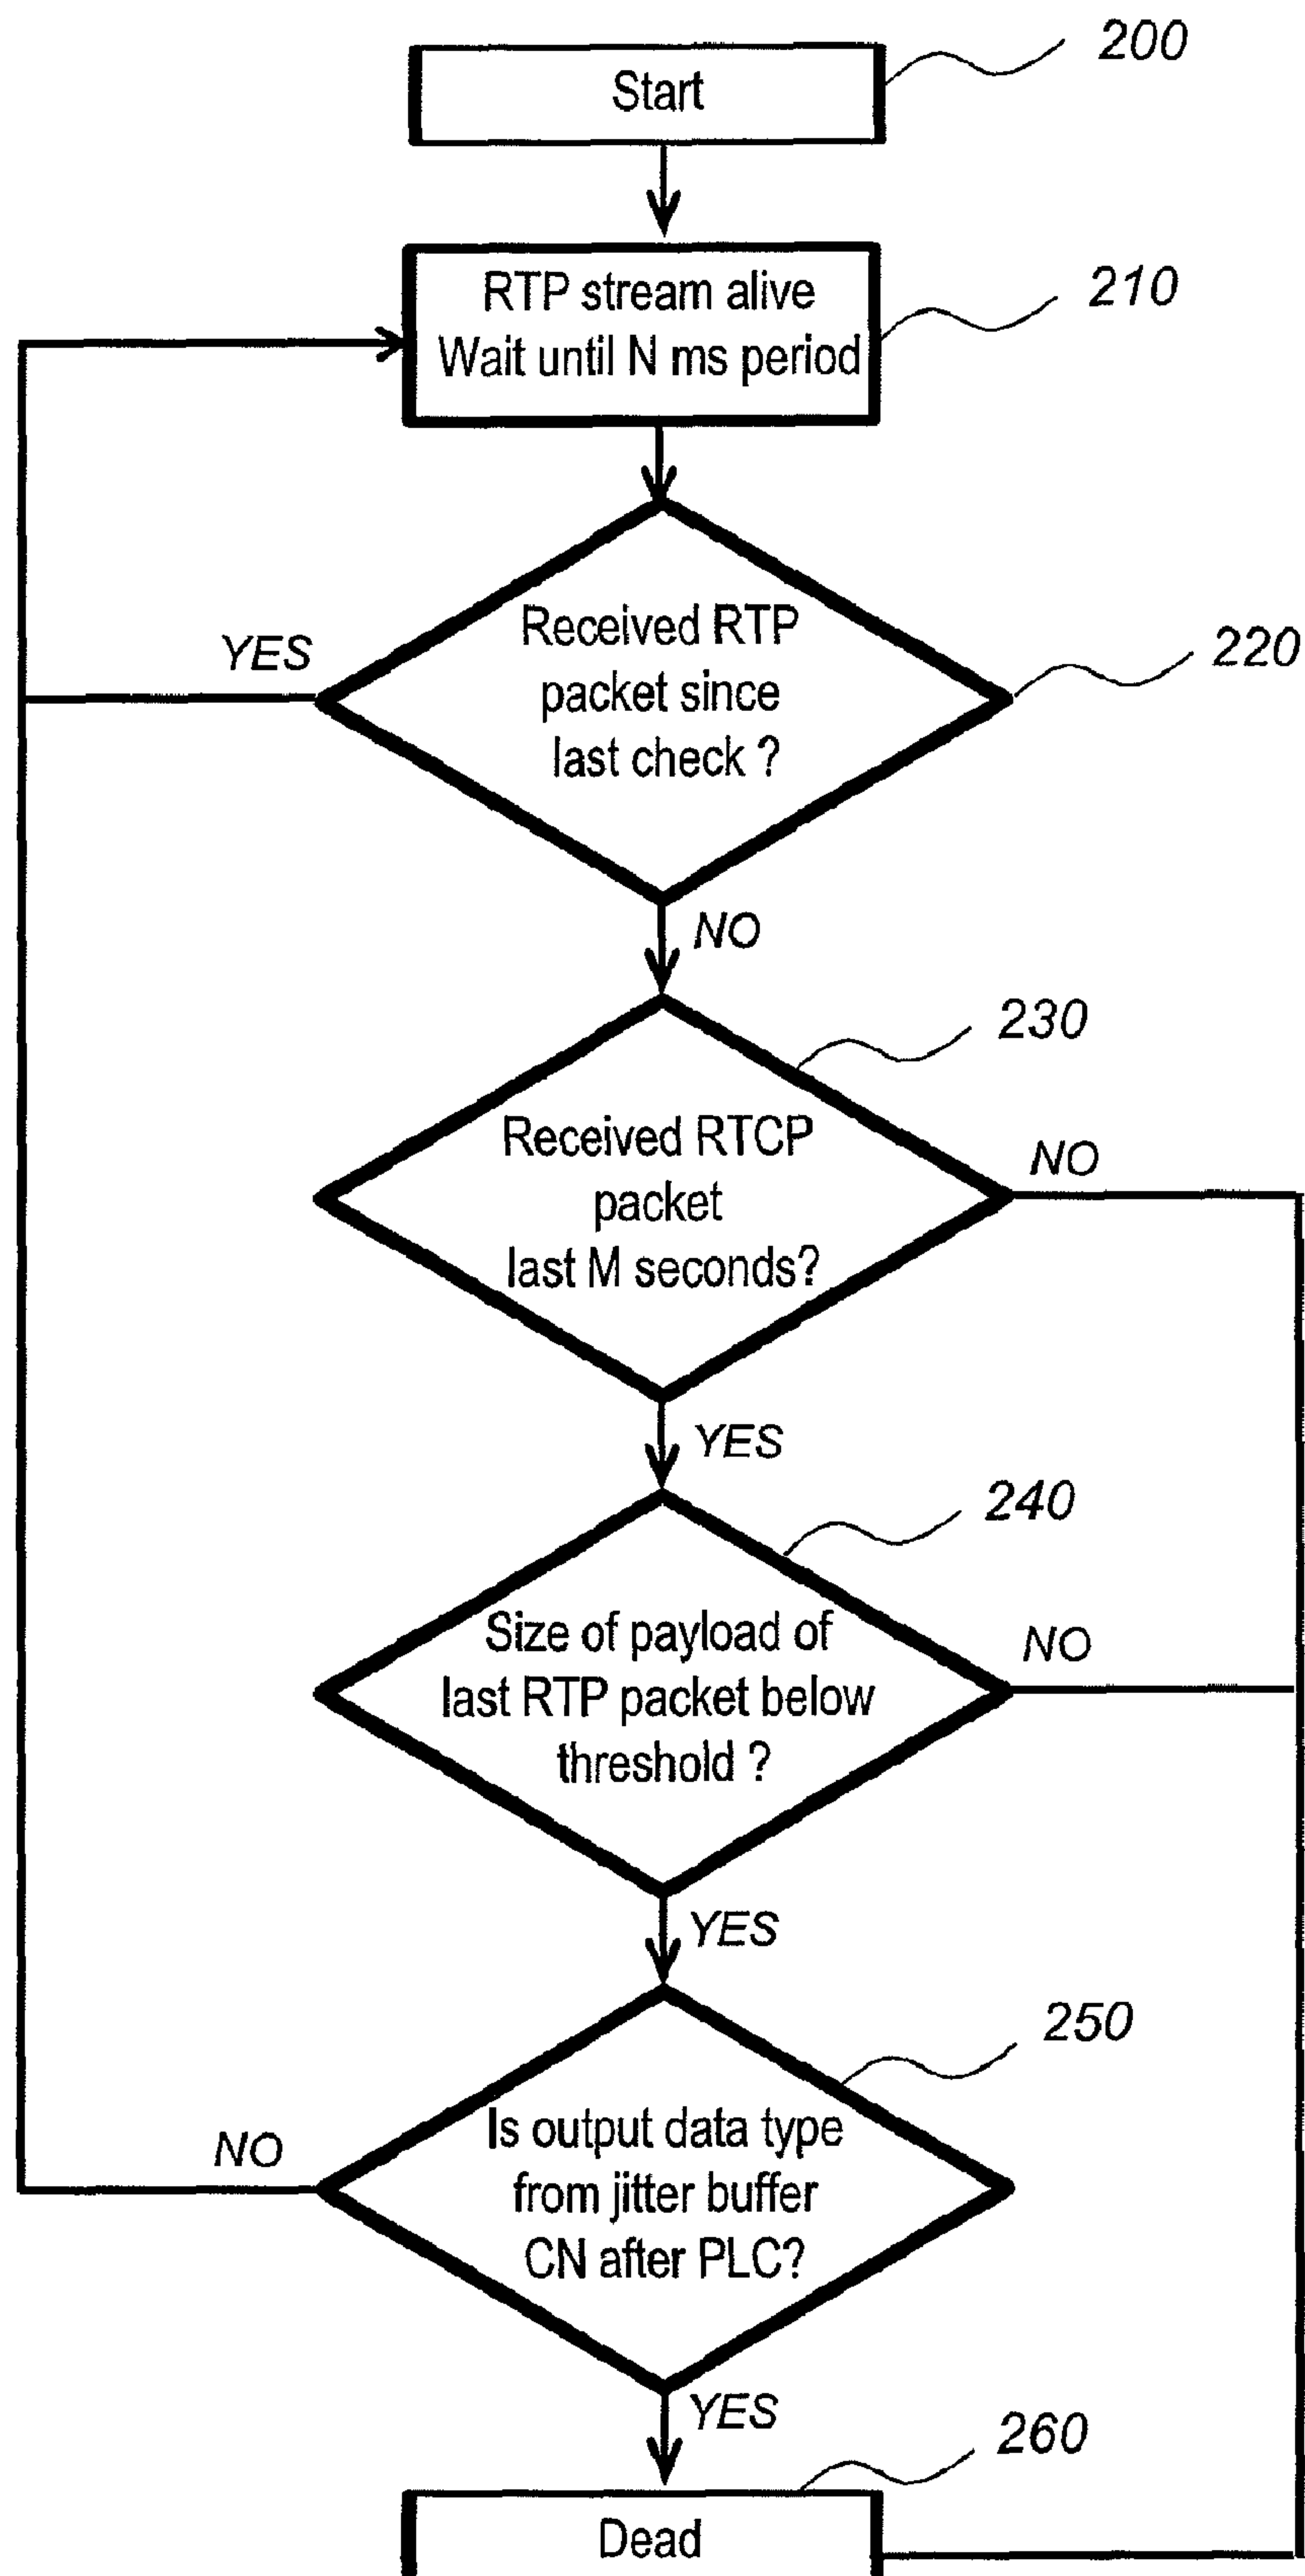 200
Start
RTP stream alive
Wait until N ms period
210
Received RTP
packet since
last check ?
YES
220
NO
230
Received RTCP
packet
last M seconds?
NO
YES
240
Size of payload of
last RTP packet below
threshold ?
NO
YES
250
Is output data type
from jitter buffer
CN after PLC?
NO
YES
260
Dead